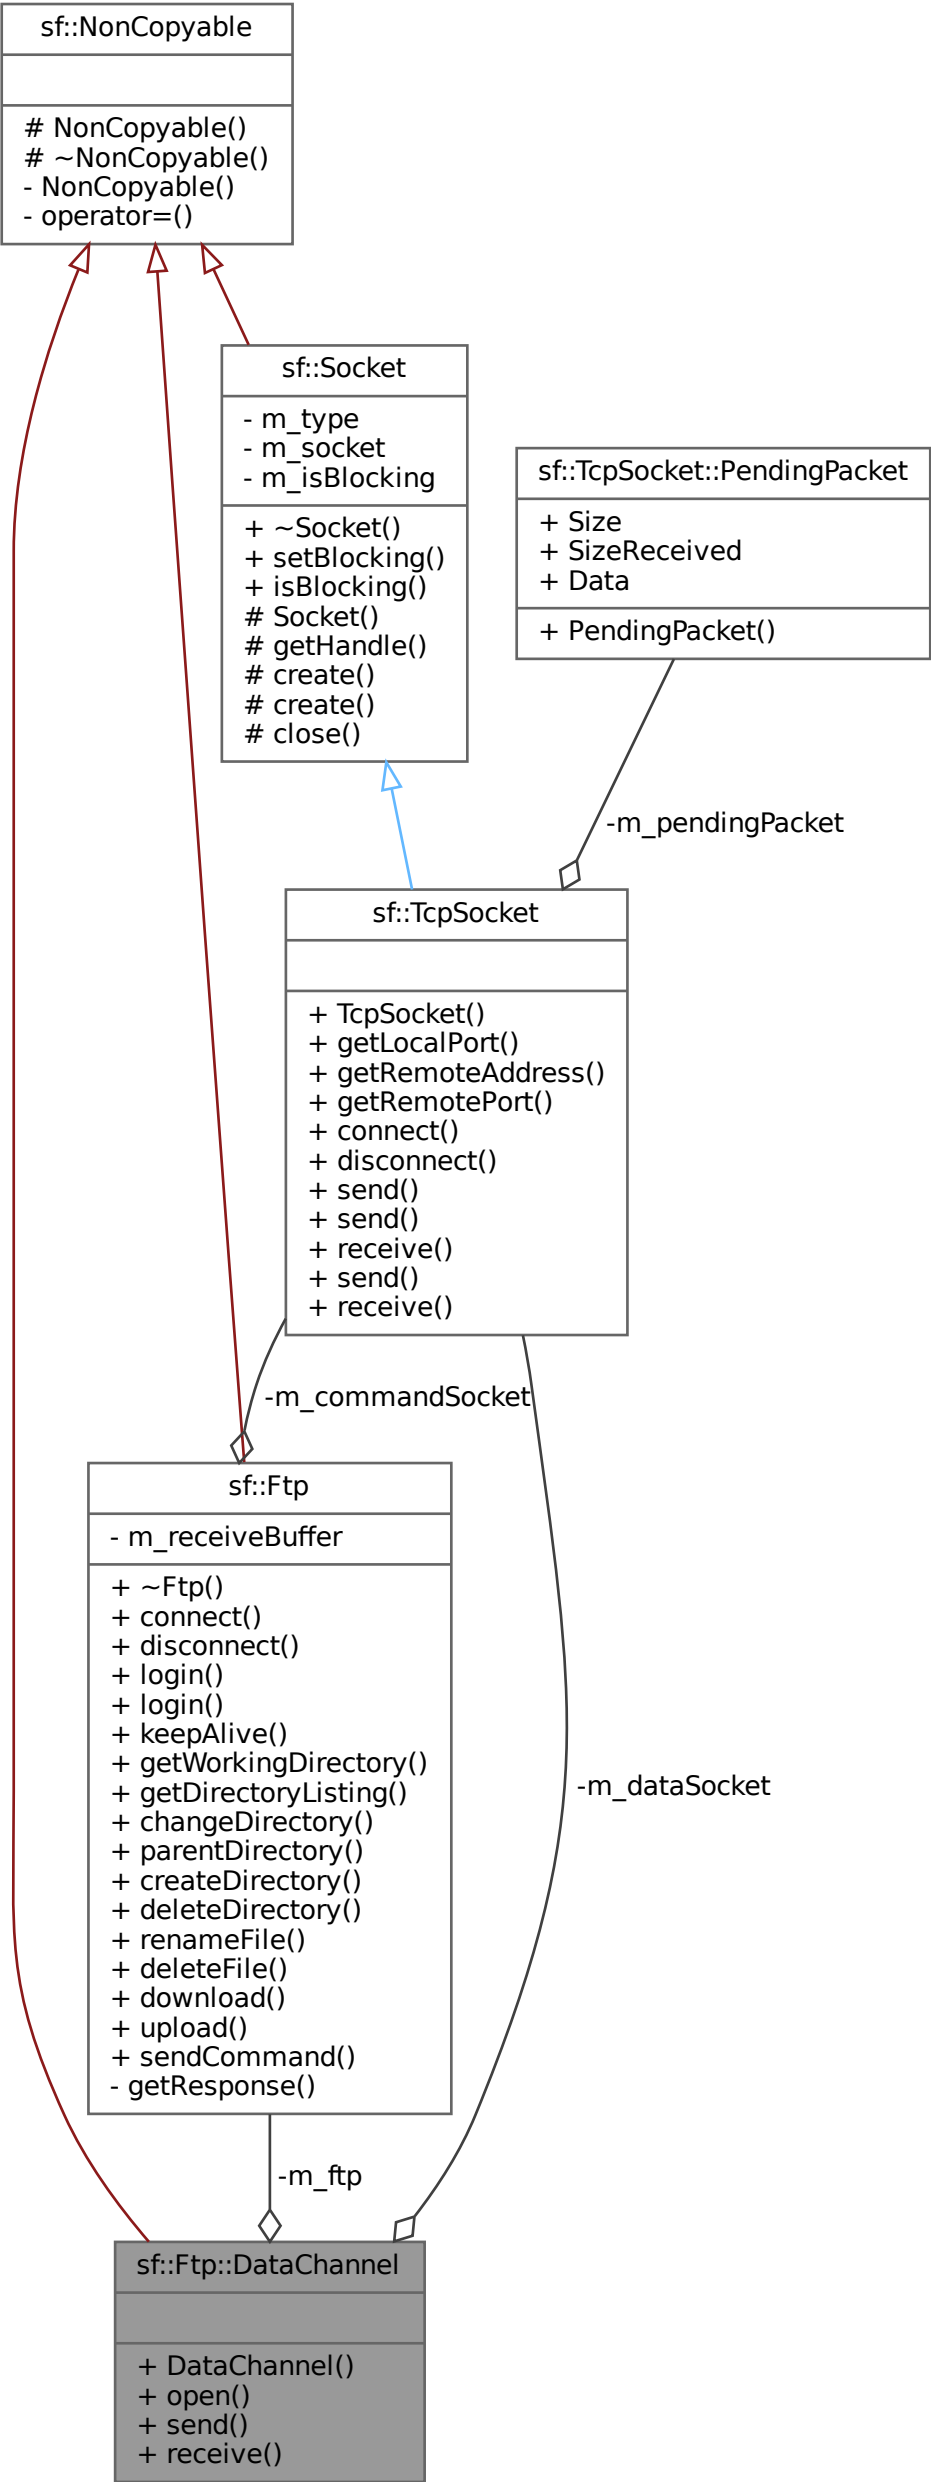 sf::NonCopyable
# NonCopyable()
# ~NonCopyable()
- NonCopyable()
- operator=()
sf::Socket
- m_type
- m_socket
- m_isBlocking
+ ~Socket()
+ setBlocking()
+ isBlocking()
# Socket()
# getHandle()
# create()
# create()
# close()
sf::TcpSocket::PendingPacket
+ Size
+ SizeReceived
+ Data
+ PendingPacket()
-m_pendingPacket
sf::TcpSocket
+ TcpSocket()
+ getLocalPort()
+ getRemoteAddress()
+ getRemotePort()
+ connect()
+ disconnect()
+ send()
+ send()
+ receive()
+ send()
+ receive()
-m_commandSocket
sf::Ftp
- m_receiveBuffer
+ ~Ftp()
+ connect()
+ disconnect()
+ login()
+ login()
+ keepAlive()
+ getWorkingDirectory()
+ getDirectoryListing()
+ changeDirectory()
+ parentDirectory()
+ createDirectory()
+ deleteDirectory()
+ renameFile()
+ deleteFile()
+ download()
+ upload()
+ sendCommand()
- getResponse()
-m_dataSocket
-m_ftp
sf::Ftp::DataChannel
+ DataChannel()
+ open()
+ send()
+ receive()